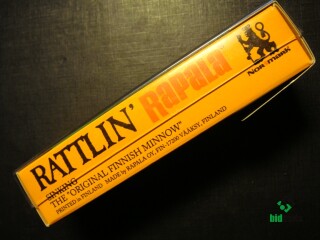 RATTLIN' Rapala
Normark
SINKING
THE "ORIGINAL FINNISH MINNOW"
PRINTED in FINLAND MADE by RAPALA OY, FIN-17200 VÄÄKSY, FINLAND
bid